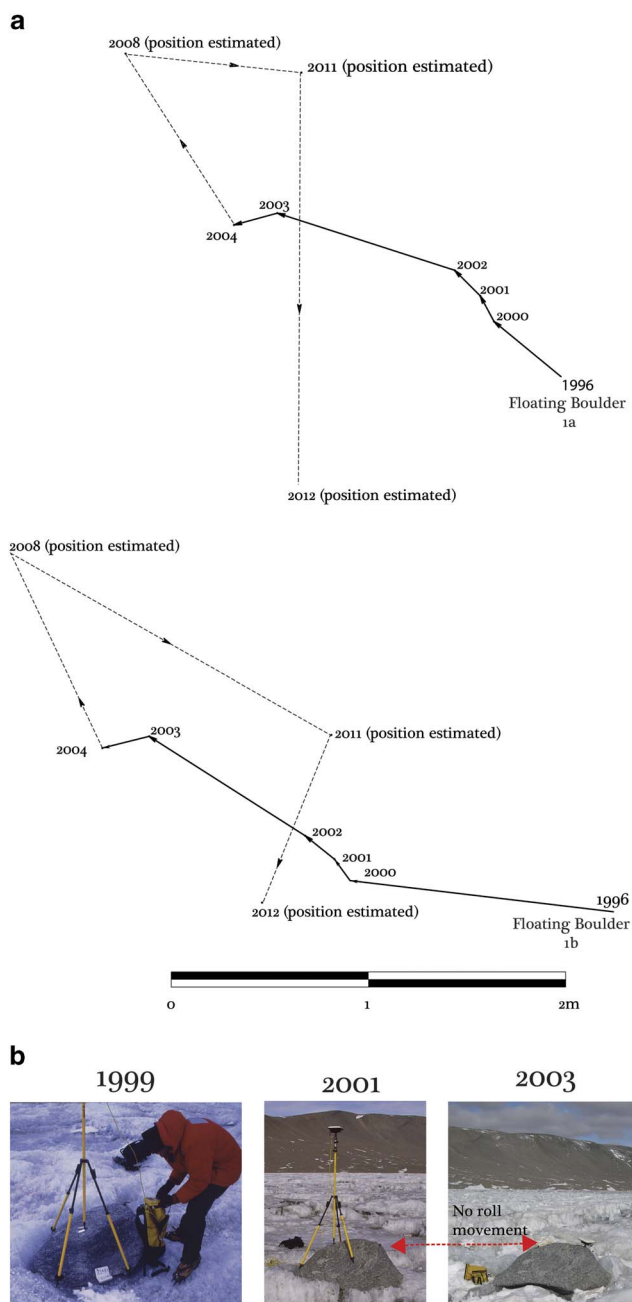 a
2008 (position estimated)
2011 (position estimated)
2003
2004
2002
2001
2000
1996
Floating Boulder
1a
2012 (position estimated)
2008 (position estimated)
2003
2011 (position estimated)
2004
2002
2001
2000
1996
2012 (position estimated)
Floating Boulder
1b
0 1 2m
b
1999 2001 2003
No roll
movement